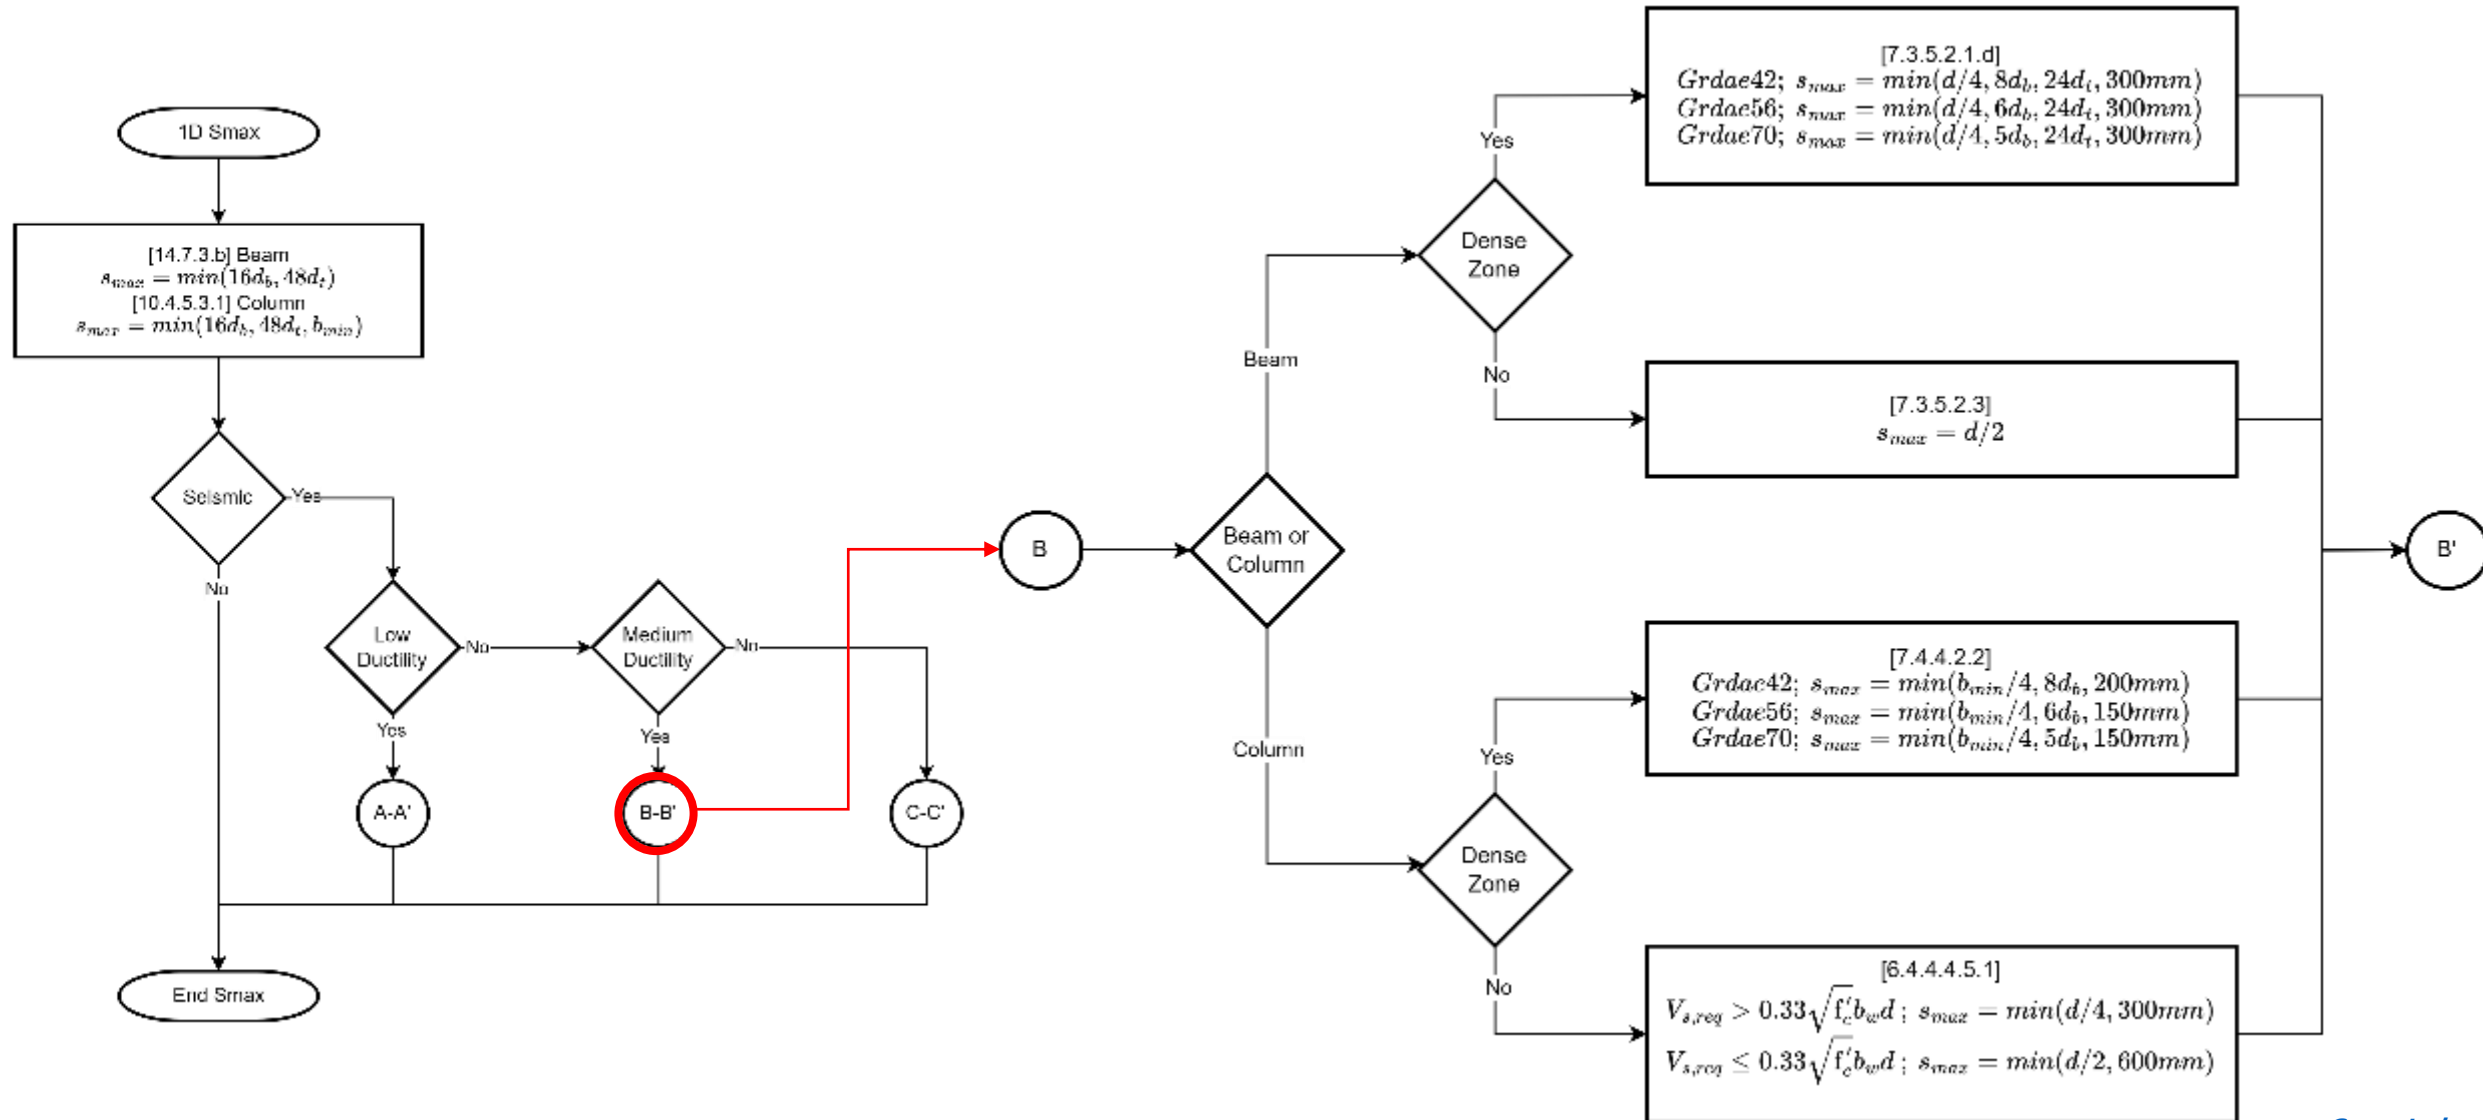 1D Smax
[14.7.3.b] Beam
s_max = min(16d_b, 48d_t)
[10.4.5.3.1] Column
s_max = min(16d_b, 48d_t, b_min)
Seismic
Yes
No
Low
Ductility
No
Yes
Medium
Ductility
No
Yes
A-A'
B-B'
C-C'
End Smax
B
Beam or
Column
Beam
Column
Dense
Zone
Yes
No
[7.3.5.2.1.d]
Grdae42; s_max = min(d/4, 8d_b, 24d_t, 300mm)
Grdae56; s_max = min(d/4, 6d_b, 24d_t, 300mm)
Grdae70; s_max = min(d/4, 5d_b, 24d_t, 300mm)
[7.3.5.2.3]
s_max = d/2
Dense
Zone
Yes
No
[7.4.4.2.2]
Grdae42; s_max = min(b_min/4, 8d_b, 200mm)
Grdae56; s_max = min(b_min/4, 6d_b, 150mm)
Grdae70; s_max = min(b_min/4, 5d_b, 150mm)
[6.4.4.4.5.1]
V_s,req > 0.33√f'_c b_w d ; s_max = min(d/4, 300mm)
V_s,req ≤ 0.33√f'_c b_w d ; s_max = min(d/2, 600mm)
B'